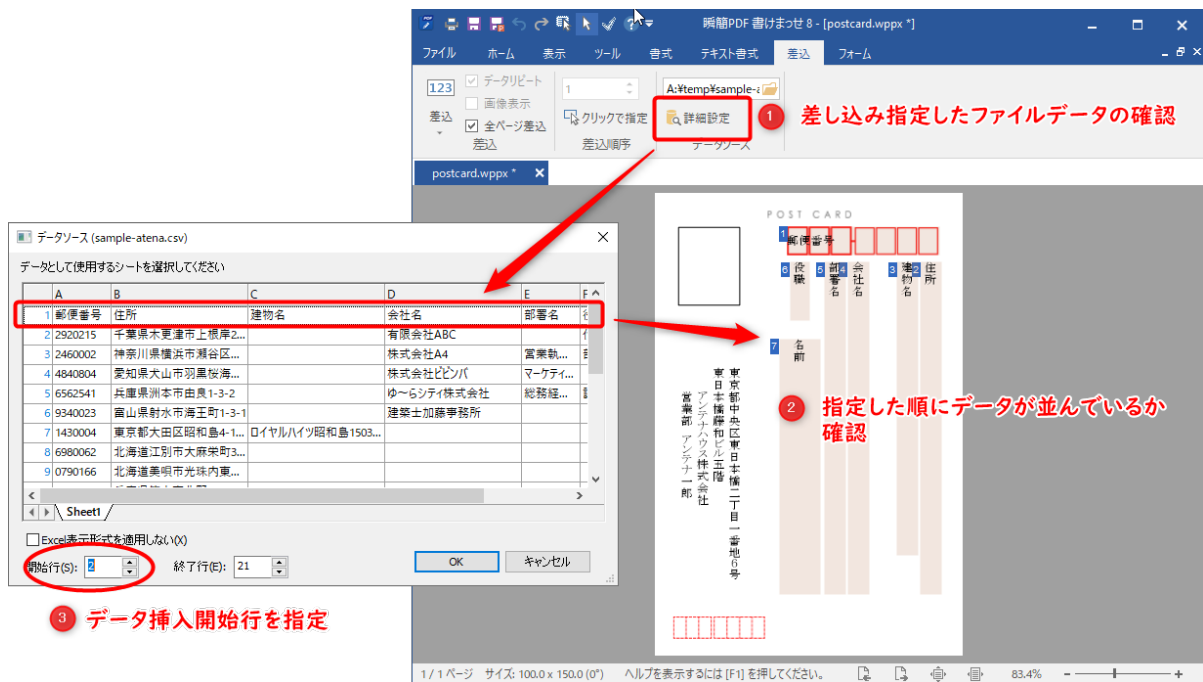 瞬簡PDF 書けまっせ 8 - [postcard.wppx *]
ファイル ホーム 表示 ツール 書式 テキスト書式 差込 フォーム
123
差込
データリピート
画像表示
全ページ差込
差込
1
クリックで指定
差込順序
A:¥temp¥sample-a
詳細設定
データソース
1 差し込み指定したファイルデータの確認
postcard.wppx *
データソース (sample-atena.csv)
データとして使用するシートを選択してください
A B C D E F
1 郵便番号 住所 建物名 会社名 部署名
2 2920215 千葉県木更津市上根岸2... 有限会社ABC
3 2460002 神奈川県横浜市瀬谷区... 株式会社A4 営業執...
4 4840804 愛知県犬山市羽黒桜海... 株式会社ビビンバ マーケティ...
5 6562541 兵庫県洲本市由良1-3-2 ゆ～らシティ株式会社 総務経...
6 9340023 富山県射水市海王町1-3-1 建築士加藤事務所
7 1430004 東京都大田区昭和島4-1... ロイヤルハイツ昭和島1503...
8 6980062 北海道江別市大麻栄町3...
9 0790166 北海道美唄市光珠内東...
Sheet1
Excel表示形式を適用しない(X)
開始行(S): 2 終了行(E): 21
OK キャンセル
3 データ挿入開始行を指定
POST CARD
1 郵便番号
2 住所
3 建物名
4 会社名
5 部署名
6 役職
7 名前
東京都中央区東日本橋二丁目一番地6号
東日本橋藤和ビル五階
アンテナハウス株式会社
営業部 アンテナ一郎
2 指定した順にデータが並んでいるか
確認
1 / 1 ページ サイズ: 100.0 x 150.0 (0°) ヘルプを表示するには [F1] を押してください。 83.4%